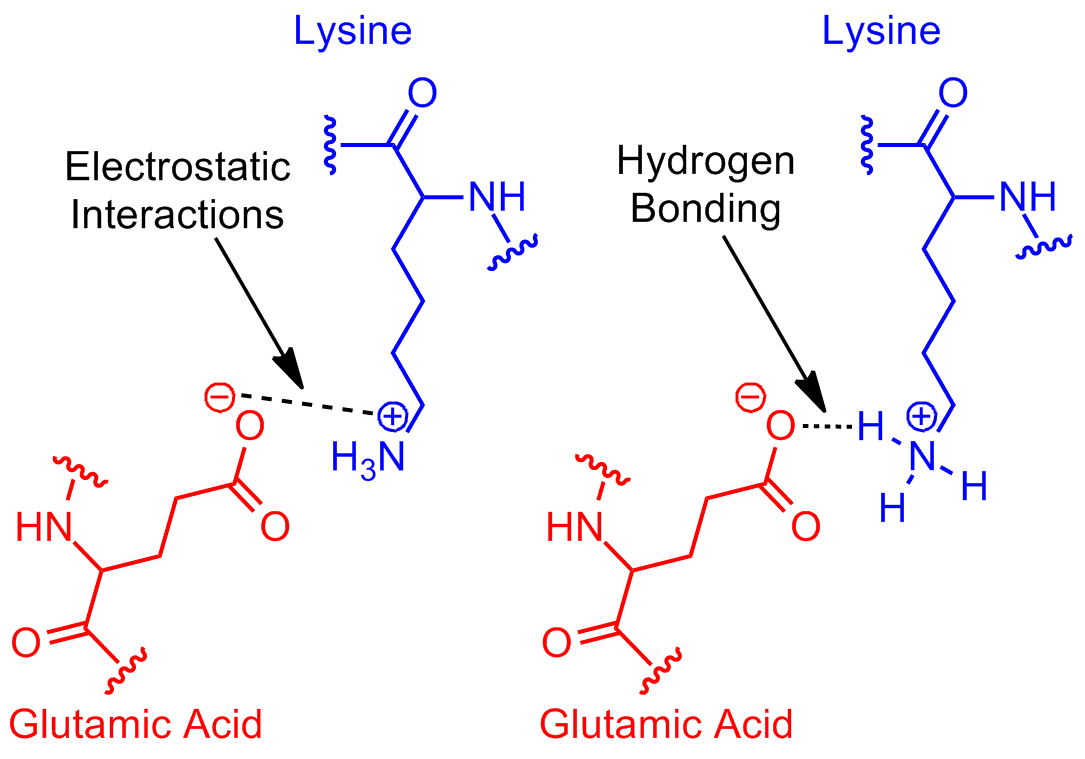 Lysine
O
Electrostatic
Interactions
NH
⊖
O
⊕
H₃N
HN
O
O
Glutamic Acid
Lysine
O
Hydrogen
Bonding
NH
⊖
O
H
⊕
N
H
H
HN
O
O
Glutamic Acid